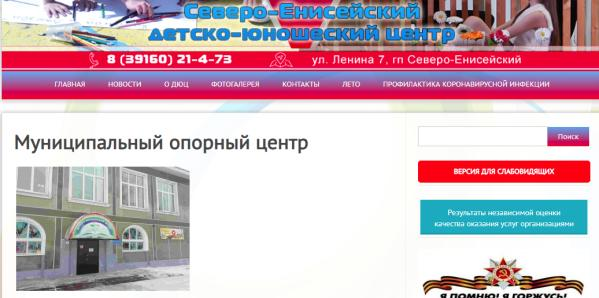 Северо-Енисейский
детско-юношеский центр
8 (39160) 21-4-73
ул. Ленина 7, гп Северо-Енисейский
ГЛАВНАЯ НОВОСТИ О ДЮЦ ФОТОГАЛЕРЕЯ КОНТАКТЫ ЛЕТО ПРОФИЛАКТИКА КОРОНАВИРУСНОЙ ИНФЕКЦИИ
Муниципальный опорный центр
Поиск
ВЕРСИЯ ДЛЯ СЛАБОВИДЯЩИХ
Результаты независимой оценки
качества оказания услуг организациями
Я ПОМНЮ! Я ГОРЖУСЬ!